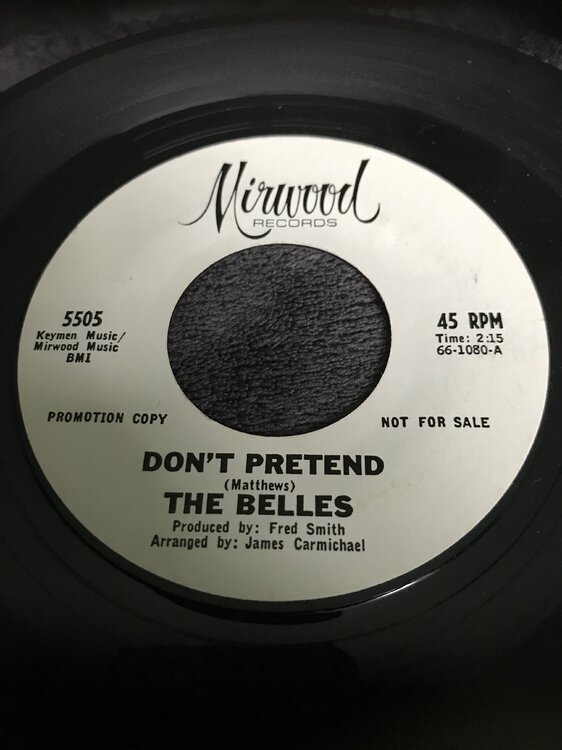 Mirwood
RECORDS
5505
Keymen Music/
Mirwood Music
BMI
45 RPM
Time: 2:15
66-1080-A
PROMOTION COPY
NOT FOR SALE
DON'T PRETEND
(Matthews)
THE BELLES
Produced by: Fred Smith
Arranged by: James Carmichael